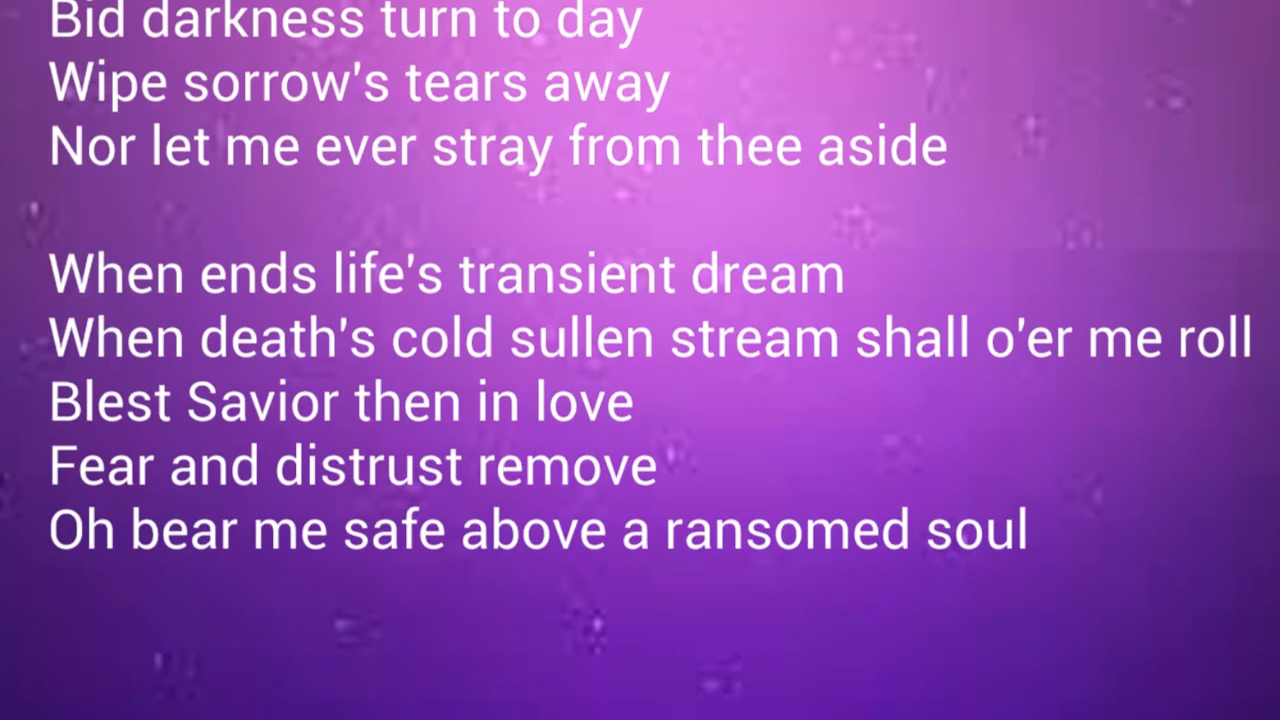 Bid darkness turn to day
Wipe sorrow's tears away
Nor let me ever stray from thee aside
When ends life's transient dream
When death's cold sullen stream shall o'er me roll
Blest Savior then in love
Fear and distrust remove
Oh bear me safe above a ransomed soul